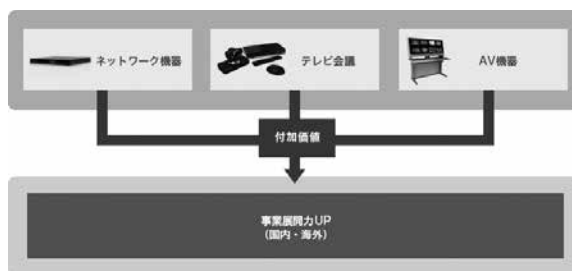 ネットワーク機器
テレビ会議
AV機器
付加価値
事業展開力UP
(国内・海外)